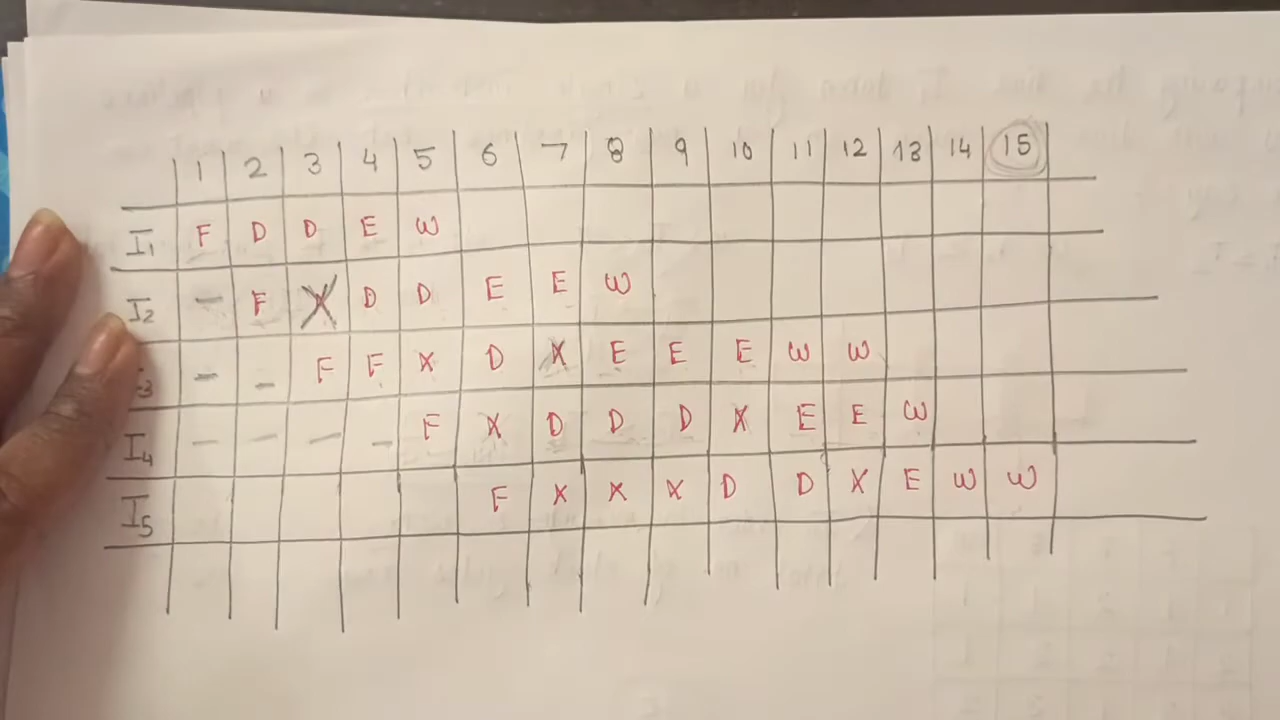 1 2 3 4 5 6 7 8 9 10 11 12 13 14 15
I1 F D D E W
I2 – F X D D E E W
3 – – F F X D X E E E W W
I4 – – – – F X D D D X E E W
I5 F X X X D D X E W W